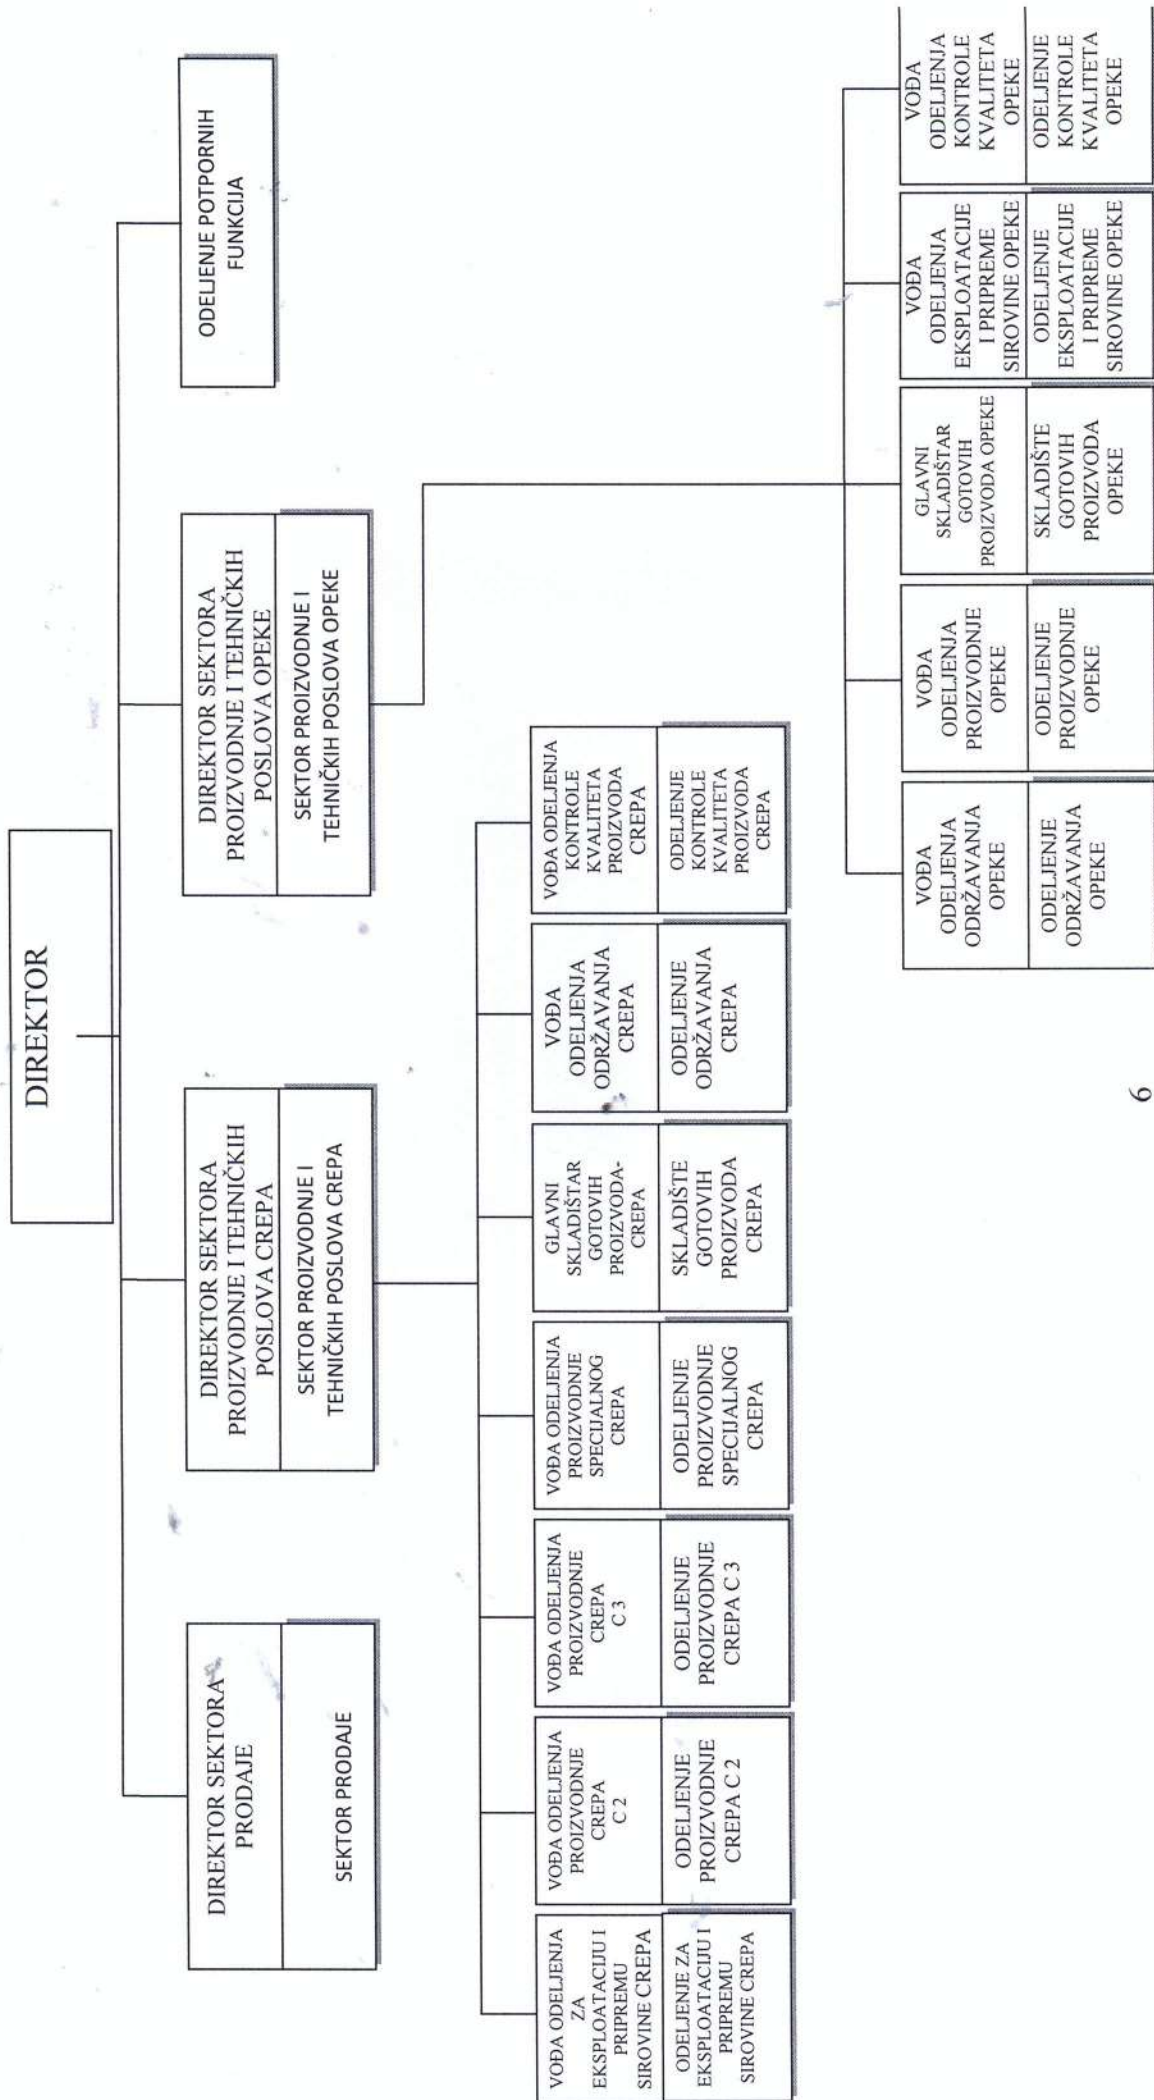 DIREKTOR
DIREKTOR SEKTORA
PRODAJE
SEKTOR PRODAJE
DIREKTOR SEKTORA
PROIZVODNJE I TEHNIČKIH
POSLOVA CREPA
SEKTOR PROIZVODNJE I
TEHNIČKIH POSLOVA CREPA
DIREKTOR SEKTORA
PROIZVODNJE I TEHNIČKIH
POSLOVA OPEKE
SEKTOR PROIZVODNJE I
TEHNIČKIH POSLOVA OPEKE
ODELJENJE POTPORNIH
FUNKCIJA
VOĐA ODELJENJA
ZA
EKSPLOATACIJU I
PRIPREMU
SIROVINE CREPA
ODELJENJE ZA
EKSPLOATACIJU I
PRIPREMU
SIROVINE CREPA
VOĐA ODELJENJA
PROIZVODNJE
CREPA
C 2
ODELJENJE
PROIZVODNJE
CREPA C 2
VOĐA ODELJENJA
PROIZVODNJE
CREPA
C 3
ODELJENJE
PROIZVODNJE
CREPA C 3
VOĐA ODELJENJA
PROIZVODNJE
SPECIJALNOG
CREPA
ODELJENJE
PROIZVODNJE
SPECIJALNOG
CREPA
GLAVNI
SKLADIŠTAR
GOTOVIH
PROIZVODA-
CREPA
SKLADIŠTE
GOTOVIH
PROIZVODA
CREPA
VOĐA
ODELJENJA
ODRŽAVANJA
CREPA
ODELJENJE
ODRŽAVANJA
CREPA
VOĐA ODELJENJA
KONTROLE
KVALITETA
PROIZVODA
CREPA
ODELJENJE
KONTROLE
KVALITETA
PROIZVODA
CREPA
VOĐA
ODELJENJA
ODRŽAVANJA
OPEKE
ODELJENJE
ODRŽAVANJA
OPEKE
VOĐA
ODELJENJA
PROIZVODNJE
OPEKE
ODELJENJE
PROIZVODNJE
OPEKE
GLAVNI
SKLADIŠTAR
GOTOVIH
PROIZVODA OPEKE
SKLADIŠTE
GOTOVIH
PROIZVODA
OPEKE
VOĐA
ODELJENJA
EKSPLOATACIJE
I PRIPREME
SIROVINE OPEKE
ODELJENJE
EKSPLOATACIJE
I PRIPREME
SIROVINE OPEKE
VOĐA
ODELJENJA
KONTROLE
KVALITETA
OPEKE
ODELJENJE
KONTROLE
KVALITETA
OPEKE
6